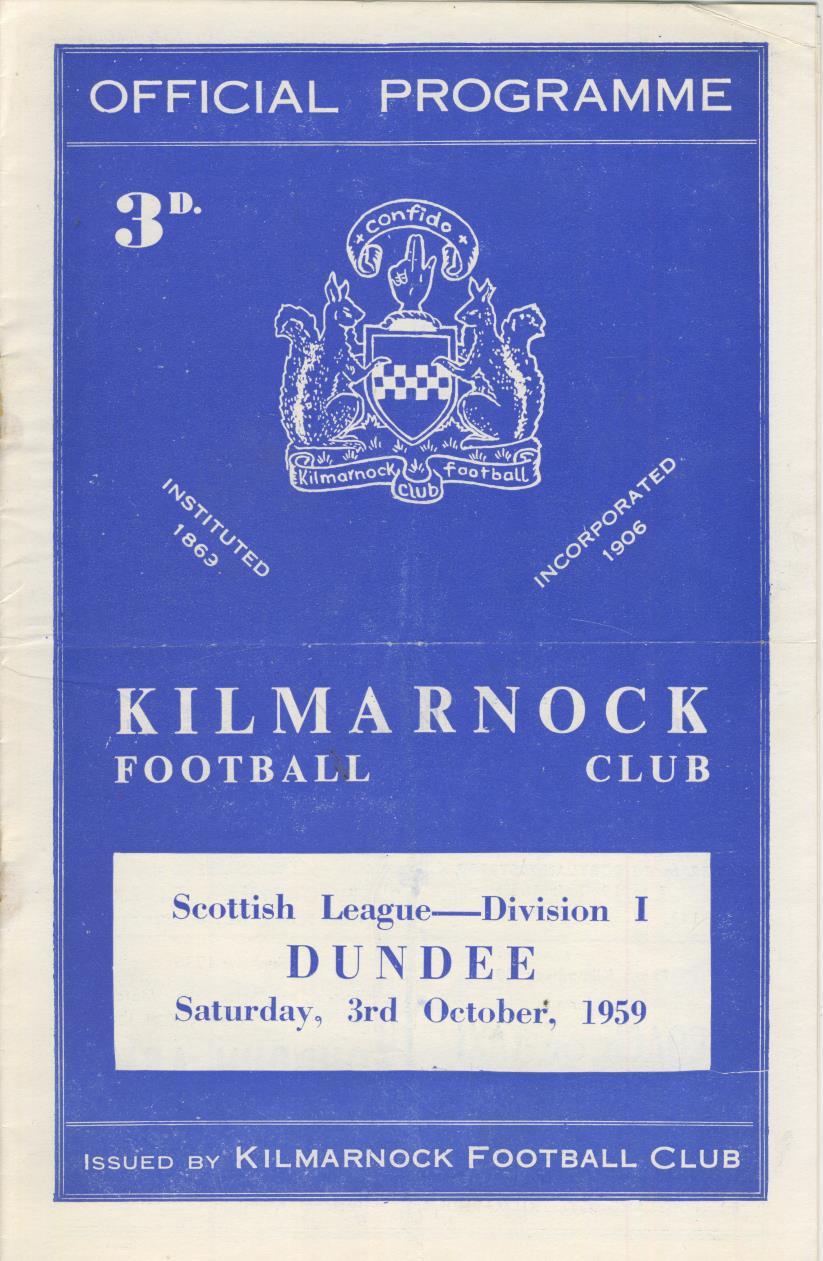 OFFICIAL PROGRAMME
3D.
+ Confido +
Kilmarnock Football
Club
INSTITUTED
1863
INCORPORATED
1906
KILMARNOCK
FOOTBALL CLUB
Scottish League—Division I
DUNDEE
Saturday, 3rd October, 1959
ISSUED BY KILMARNOCK FOOTBALL CLUB